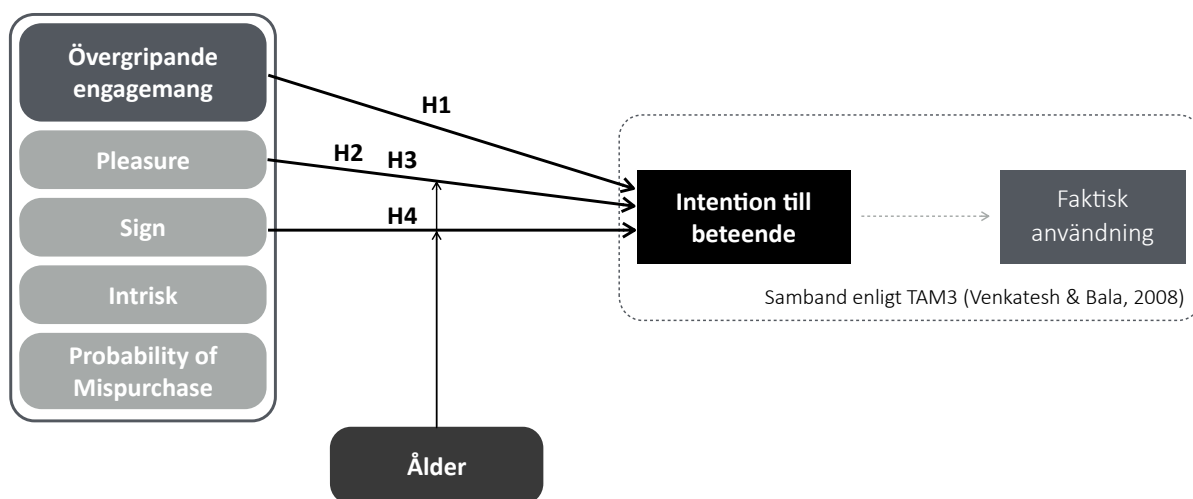 Övergripande
engagemang
H1
Pleasure
H2
H3
Sign
H4
Intrisk
Probability of
Mispurchase
Ålder
Intention till
beteende
Faktisk
användning
Samband enligt TAM3 (Venkatesh & Bala, 2008)